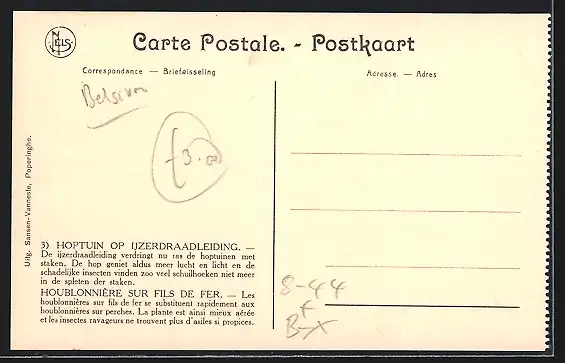 NELS
Carte Postale. - Postkaart
Correspondance — Briefwisseling
Adresse. — Adres
Belgium
£3.00
Uitg. Sansen-Vanneste, Poperinghe.
3) HOPTUIN OP IJZERDRAADLEIDING. —
De ijzerdraadleiding verdringt nu ras de hoptuinen met
staken. De hop geniet aldus meer lucht en licht en de
schadelijke insecten vinden zoo veel schuilhoeken niet meer
in de spleten der staken.
HOUBLONNIÈRE SUR FILS DE FER. — Les
houblonnières sur fils de fer se substituent rapidement aux
houblonnières sur perches. La plante est ainsi mieux aérée
et les insectes ravageurs ne trouvent plus d'asiles si propices.
8-44
+
B-X